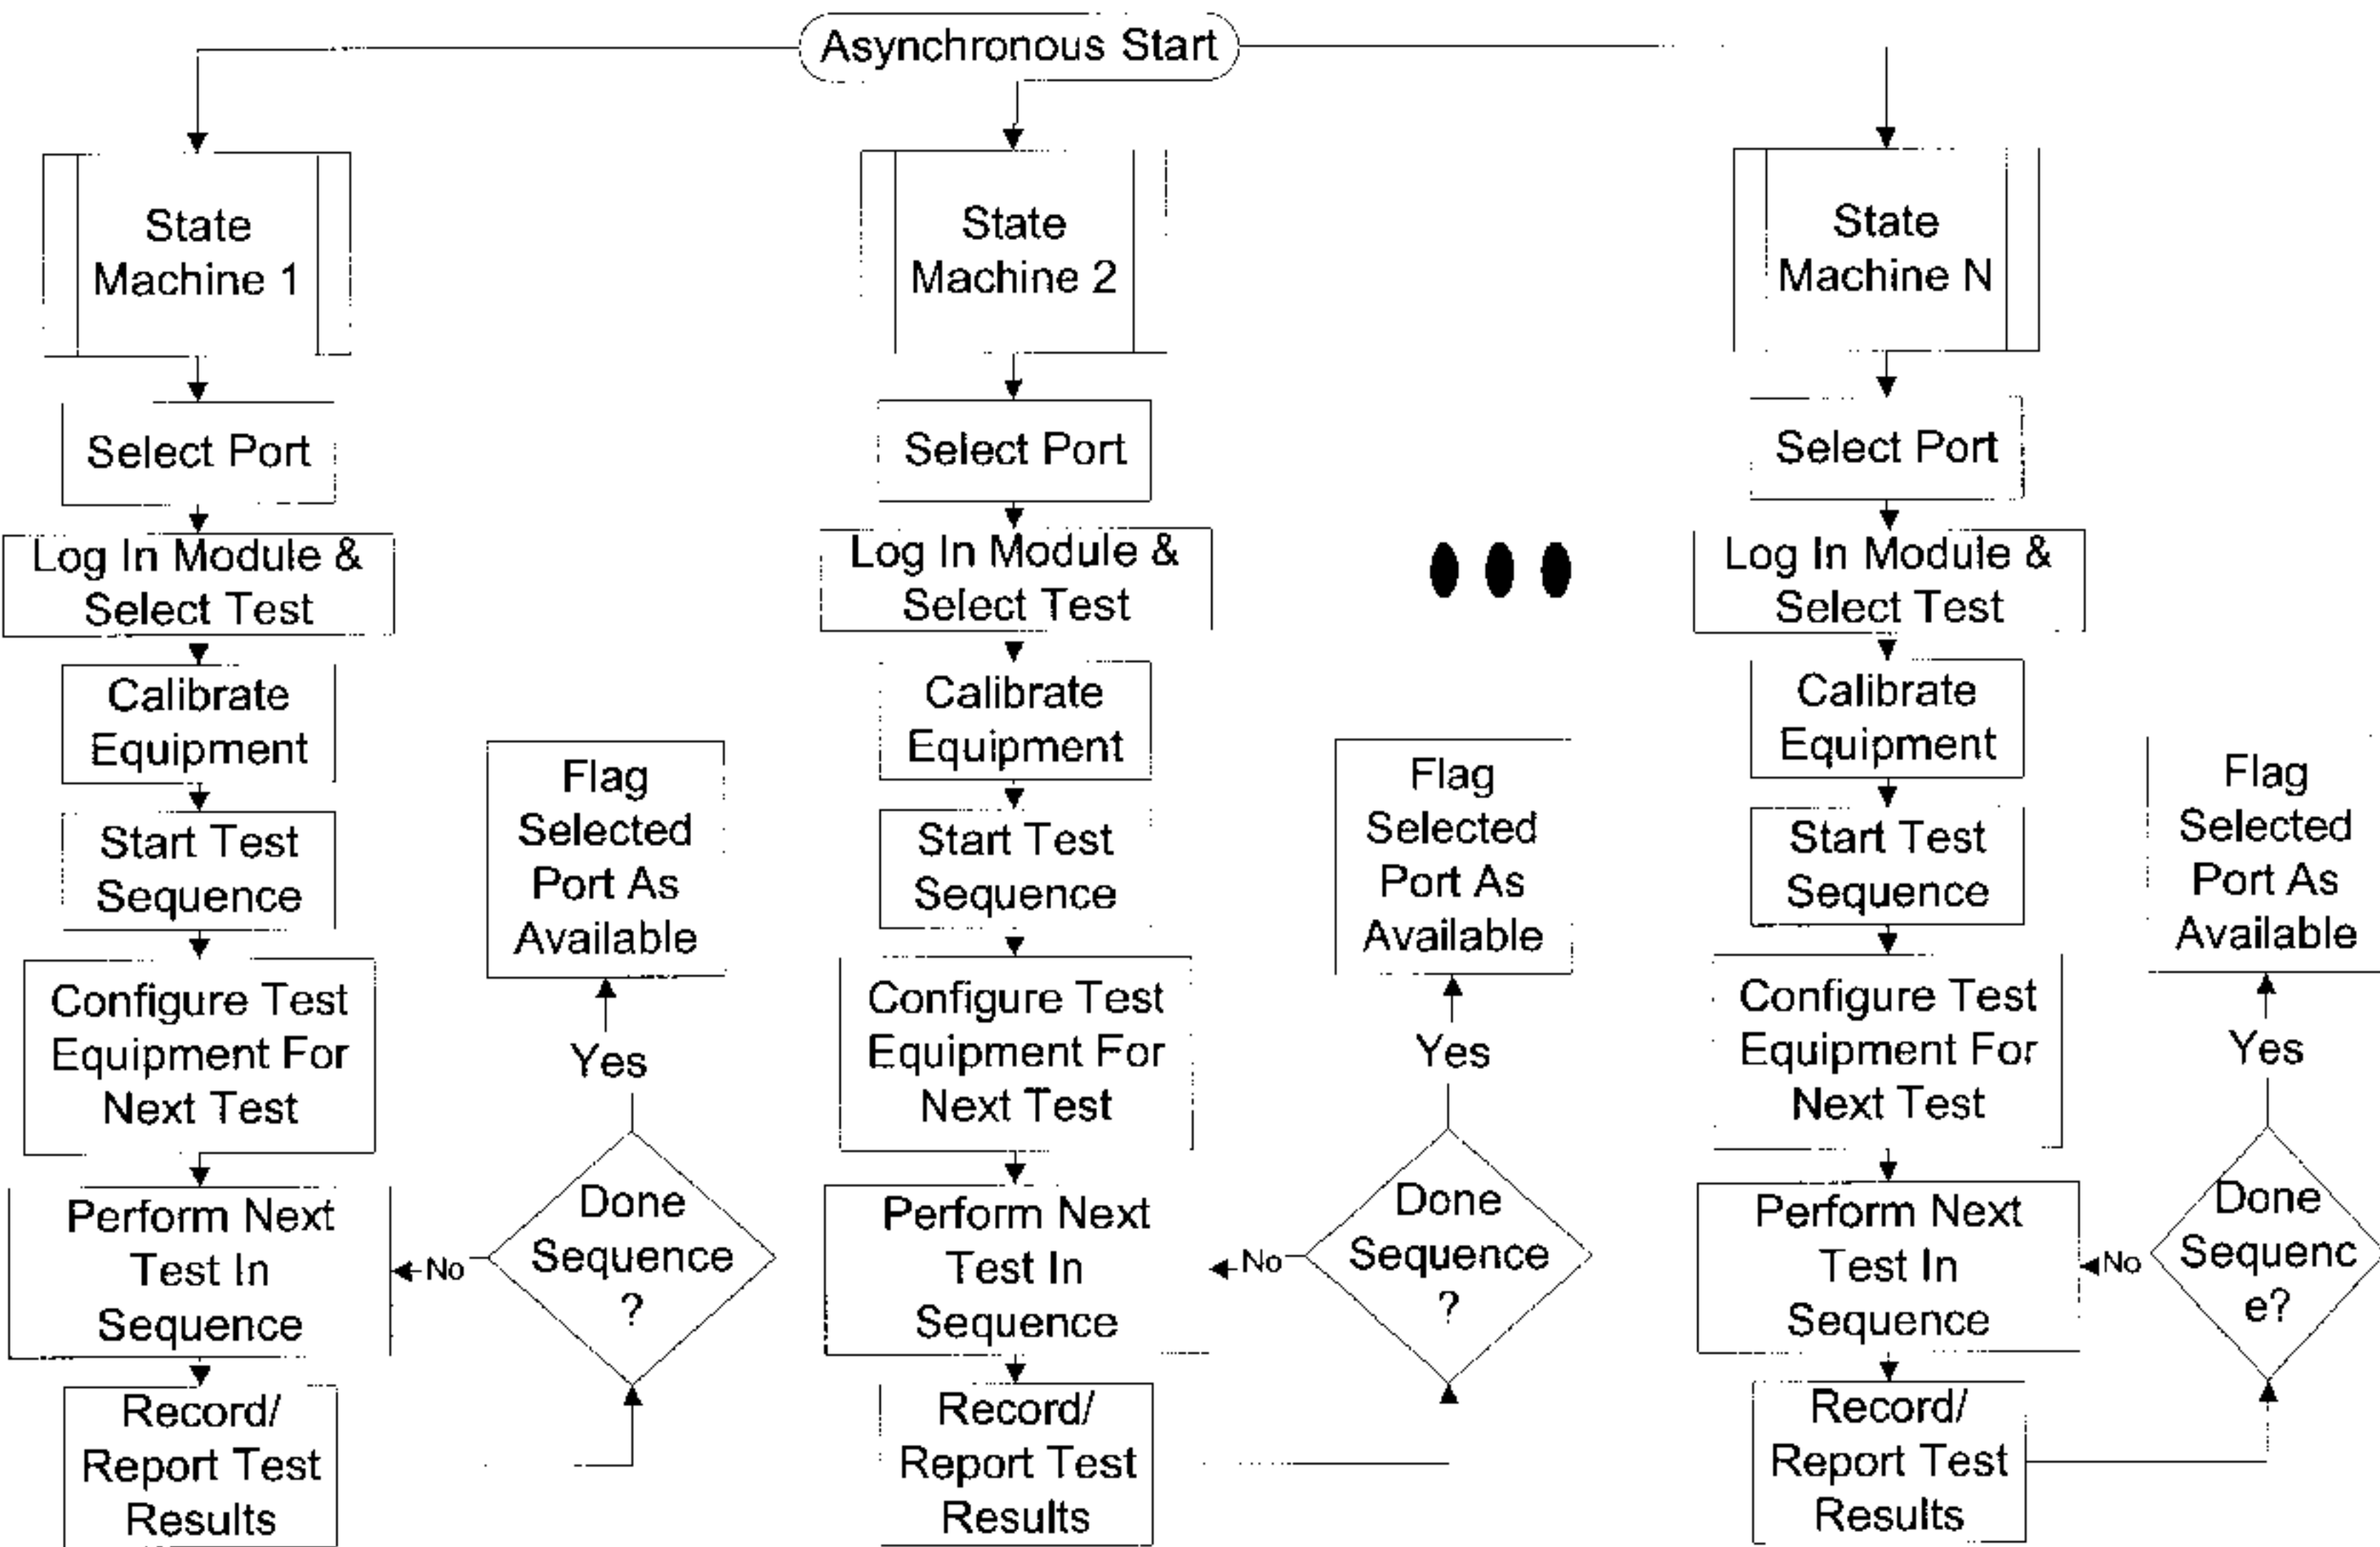 Asynchronous Start
State
Machine 1
Select Port
Log In Module &
Select Test
Calibrate
Equipment
Start Test
Sequence
Configure Test
Equipment For
Next Test
Perform Next
Test In
Sequence
Record/
Report Test
Results
Done
Sequence
?
No
Yes
Flag
Selected
Port As
Available
State
Machine 2
Select Port
Log In Module &
Select Test
Calibrate
Equipment
Start Test
Sequence
Configure Test
Equipment For
Next Test
Perform Next
Test In
Sequence
Record/
Report Test
Results
Done
Sequence
?
No
Yes
Flag
Selected
Port As
Available
State
Machine N
Select Port
Log In Module &
Select Test
Calibrate
Equipment
Start Test
Sequence
Configure Test
Equipment For
Next Test
Perform Next
Test In
Sequence
Record/
Report Test
Results
Done
Sequenc
e?
No
Yes
Flag
Selected
Port As
Available